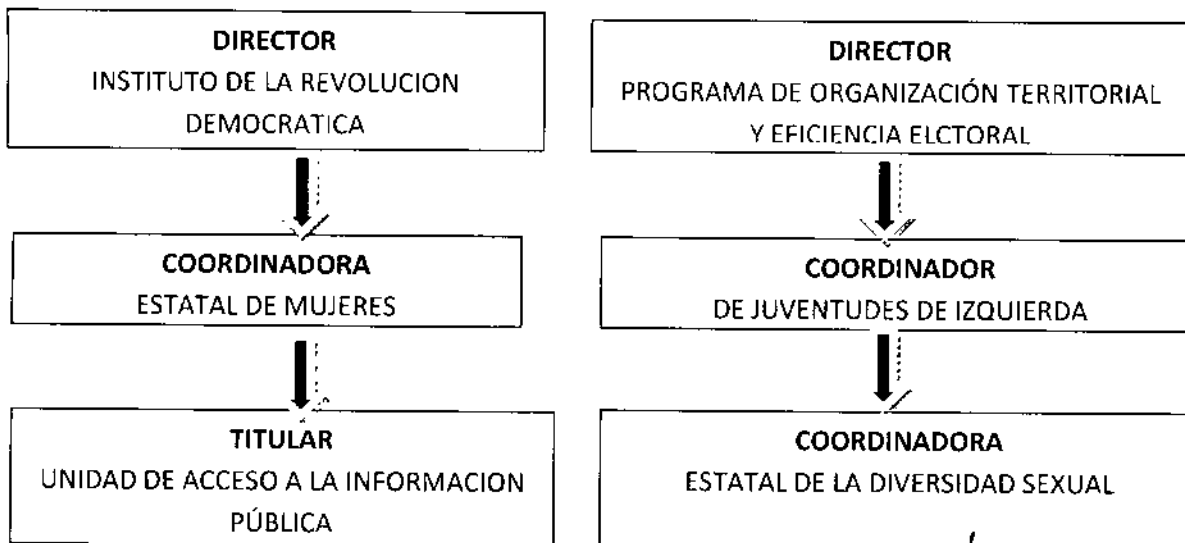 DIRECTOR
INSTITUTO DE LA REVOLUCION
DEMOCRATICA
COORDINADORA
ESTATAL DE MUJERES
TITULAR
UNIDAD DE ACCESO A LA INFORMACION
PÚBLICA
DIRECTOR
PROGRAMA DE ORGANIZACIÓN TERRITORIAL
Y EFICIENCIA ELCTORAL
COORDINADOR
DE JUVENTUDES DE IZQUIERDA
COORDINADORA
ESTATAL DE LA DIVERSIDAD SEXUAL